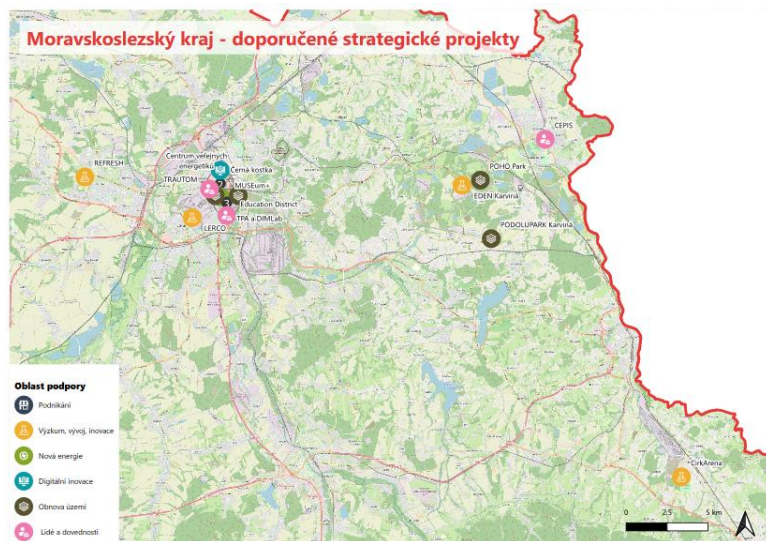 Moravskoslezský kraj - doporučené strategické projekty
CEPIS
Centrum veřejných
energetiků
Černá kostka
REFRESH
TRAUTOM
2
MUSEum+
POHO Park
EDEN Karviná
3
Education District
TPA a DIMLab
LERCO
PODOLUPARK Karviná
Oblast podpory
Podnikání
Výzkum, vývoj, inovace
Nová energie
Digitální inovace
Obnova území
Lidé a dovednosti
CirkArena
0 2.5 5 km